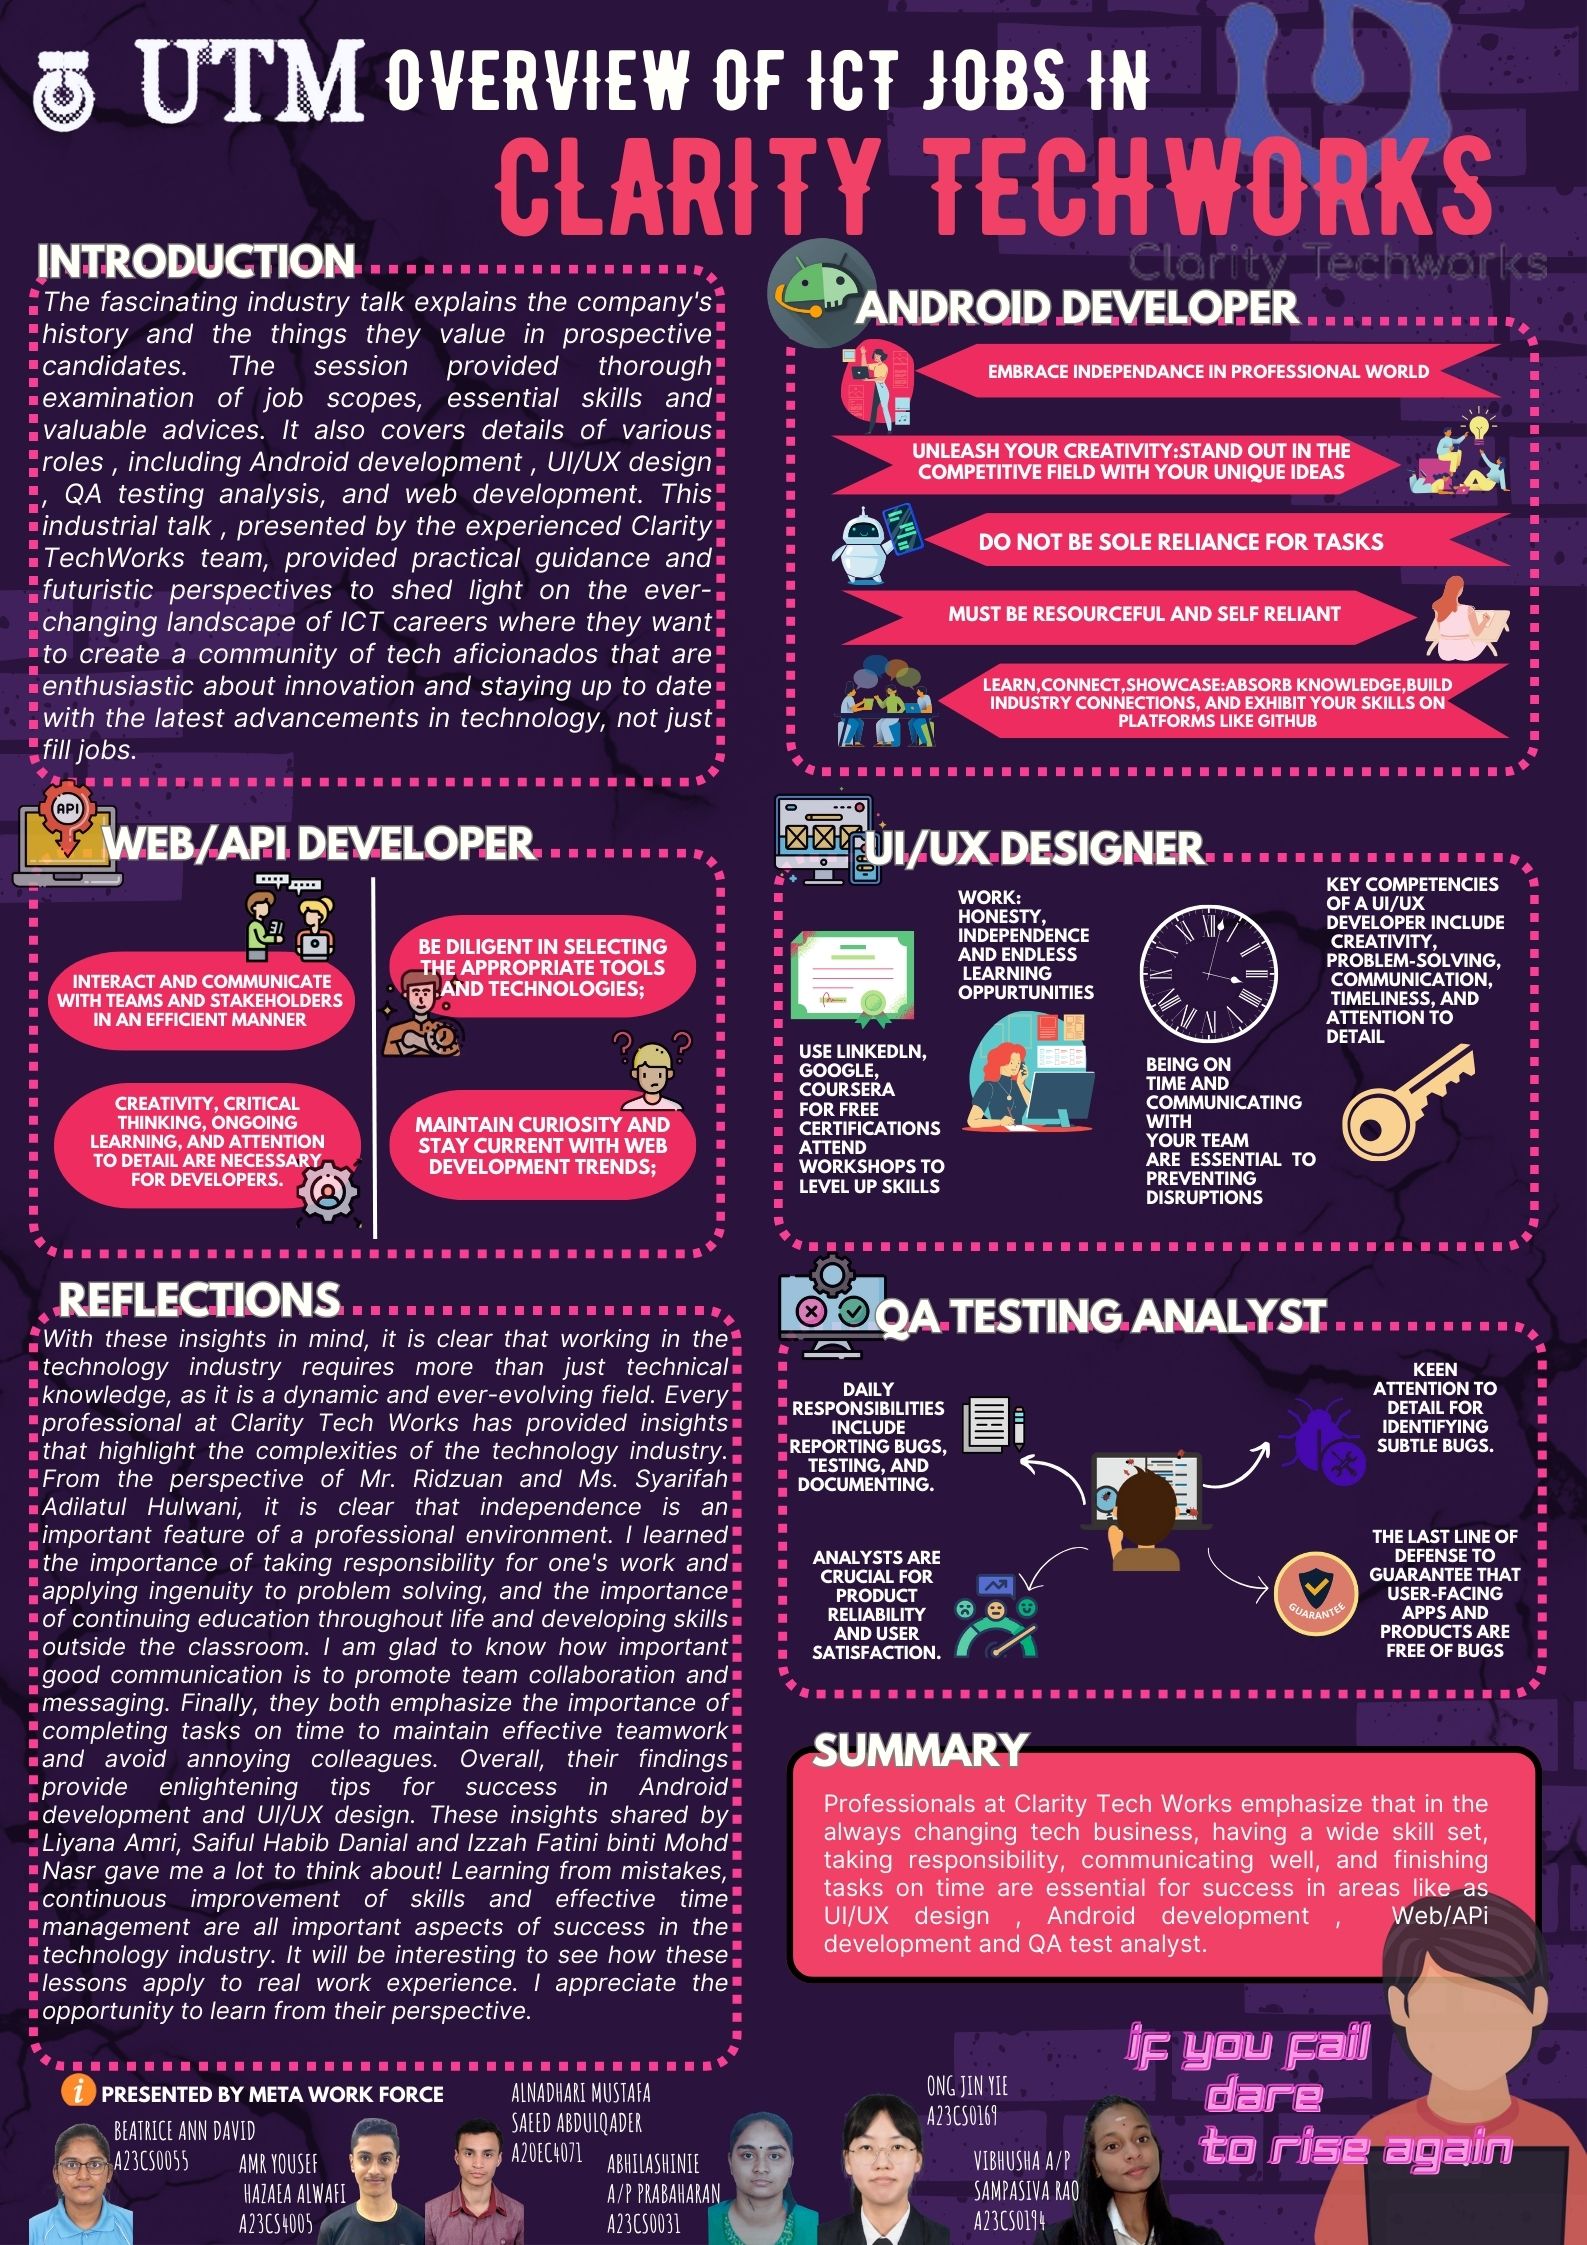 UTM
OVERVIEW OF ICT JOBS IN
CLARITY TECHWORKS
Clarity Techworks
INTRODUCTION
The fascinating industry talk explains the company's
history and the things they value in prospective
candidates. The session provided thorough
examination of job scopes, essential skills and
valuable advices. It also covers details of various
roles , including Android development , UI/UX design
, QA testing analysis, and web development. This
industrial talk , presented by the experienced Clarity
TechWorks team, provided practical guidance and
futuristic perspectives to shed light on the ever-
changing landscape of ICT careers where they want
to create a community of tech aficionados that are
enthusiastic about innovation and staying up to date
with the latest advancements in technology, not just
fill jobs.
ANDROID DEVELOPER
EMBRACE INDEPENDANCE IN PROFESSIONAL WORLD
UNLEASH YOUR CREATIVITY:STAND OUT IN THE
COMPETITIVE FIELD WITH YOUR UNIQUE IDEAS
DO NOT BE SOLE RELIANCE FOR TASKS
MUST BE RESOURCEFUL AND SELF RELIANT
LEARN,CONNECT,SHOWCASE:ABSORB KNOWLEDGE,BUILD
INDUSTRY CONNECTIONS, AND EXHIBIT YOUR SKILLS ON
PLATFORMS LIKE GITHUB
API
WEB/API DEVELOPER
INTERACT AND COMMUNICATE
WITH TEAMS AND STAKEHOLDERS
IN AN EFFICIENT MANNER
BE DILIGENT IN SELECTING
THE APPROPRIATE TOOLS
AND TECHNOLOGIES;
CREATIVITY, CRITICAL
THINKING, ONGOING
LEARNING, AND ATTENTION
TO DETAIL ARE NECESSARY
FOR DEVELOPERS.
MAINTAIN CURIOSITY AND
STAY CURRENT WITH WEB
DEVELOPMENT TRENDS;
UI/UX DESIGNER
USE LINKEDLN,
GOOGLE,
COURSERA
FOR FREE
CERTIFICATIONS
ATTEND
WORKSHOPS TO
LEVEL UP SKILLS
WORK:
HONESTY,
INDEPENDENCE
AND ENDLESS
LEARNING
OPPURTUNITIES
BEING ON
TIME AND
COMMUNICATING
WITH
YOUR TEAM
ARE ESSENTIAL TO
PREVENTING
DISRUPTIONS
KEY COMPETENCIES
OF A UI/UX
DEVELOPER INCLUDE
CREATIVITY,
PROBLEM-SOLVING,
COMMUNICATION,
TIMELINESS, AND
ATTENTION TO
DETAIL
REFLECTIONS
With these insights in mind, it is clear that working in the
technology industry requires more than just technical
knowledge, as it is a dynamic and ever-evolving field. Every
professional at Clarity Tech Works has provided insights
that highlight the complexities of the technology industry.
From the perspective of Mr. Ridzuan and Ms. Syarifah
Adilatul Hulwani, it is clear that independence is an
important feature of a professional environment. I learned
the importance of taking responsibility for one's work and
applying ingenuity to problem solving, and the importance
of continuing education throughout life and developing skills
outside the classroom. I am glad to know how important
good communication is to promote team collaboration and
messaging. Finally, they both emphasize the importance of
completing tasks on time to maintain effective teamwork
and avoid annoying colleagues. Overall, their findings
provide enlightening tips for success in Android
development and UI/UX design. These insights shared by
Liyana Amri, Saiful Habib Danial and Izzah Fatini binti Mohd
Nasr gave me a lot to think about! Learning from mistakes,
continuous improvement of skills and effective time
management are all important aspects of success in the
technology industry. It will be interesting to see how these
lessons apply to real work experience. I appreciate the
opportunity to learn from their perspective.
QA TESTING ANALYST
DAILY
RESPONSIBILITIES
INCLUDE
REPORTING BUGS,
TESTING, AND
DOCUMENTING.
KEEN
ATTENTION TO
DETAIL FOR
IDENTIFYING
SUBTLE BUGS.
ANALYSTS ARE
CRUCIAL FOR
PRODUCT
RELIABILITY
AND USER
SATISFACTION.
GUARANTEE
THE LAST LINE OF
DEFENSE TO
GUARANTEE THAT
USER-FACING
APPS AND
PRODUCTS ARE
FREE OF BUGS
SUMMARY
Professionals at Clarity Tech Works emphasize that in the
always changing tech business, having a wide skill set,
taking responsibility, communicating well, and finishing
tasks on time are essential for success in areas like as
UI/UX design , Android development , Web/APi
development and QA test analyst.
if you fail
dare
to rise again
i PRESENTED BY META WORK FORCE
BEATRICE ANN DAVID
A23CS0055
AMR YOUSEF
HAZAEA ALWAFI
A23CS4005
ALNADHARI MUSTAFA
SAEED ABDULQADER
A20EC4071
ABHILASHINIE
A/P PRABAHARAN
A23CS0031
ONG JIN YIE
A23CS0169
VIBHUSHA A/P
SAMPASIVA RAO
A23CS0194